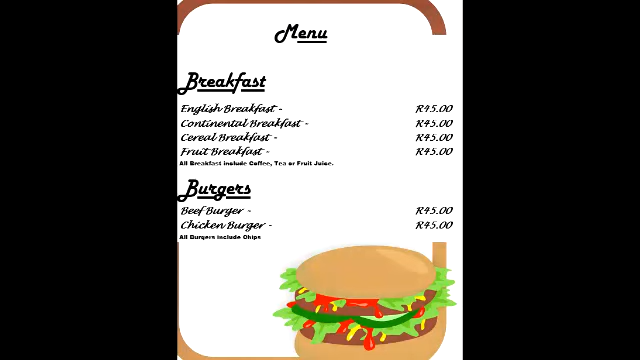 Menu
Breakfast
English Breakfast - R45.00
Continental Breakfast - R45.00
Cereal Breakfast - R45.00
Fruit Breakfast - R45.00
All Breakfast include Coffee, Tea or Fruit Juice.
Burgers
Beef Burger - R45.00
Chicken Burger - R45.00
All Burgers include Chips